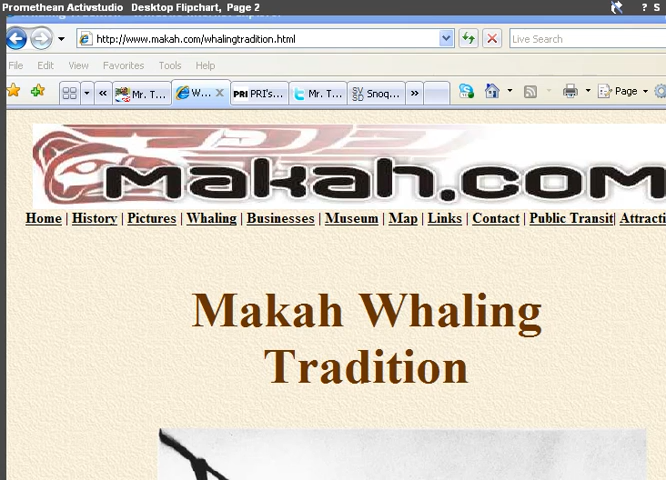 Promethean Activstudio Desktop Flipchart, Page 2 ? S
http://www.makah.com/whalingtradition.html Live Search
File Edit View Favorites Tools Help
« Mr. T... W... PRI PRI's... Mr. T... SV SD Snoq... » Page
makah.com
Home | History | Pictures | Whaling | Businesses | Museum | Map | Links | Contact | Public Transit| Attracti
Makah Whaling
Tradition